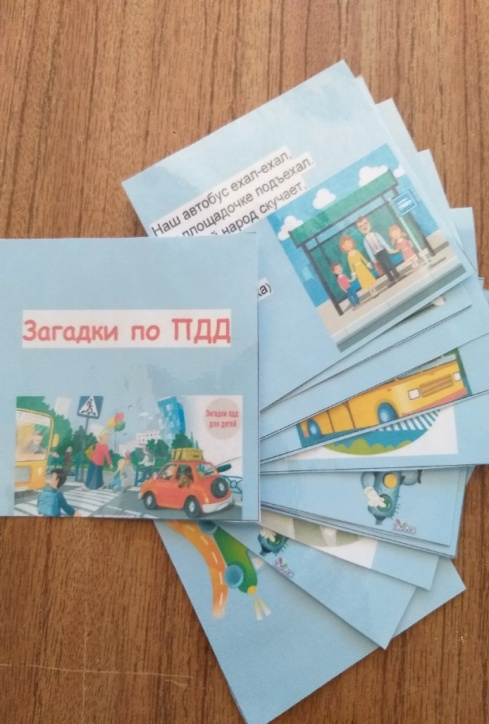 Наш автобус ехал-ехал,
площадочке подъехал.
народ скучает,
Загадки по ПДД
Загадки пдд
для детей